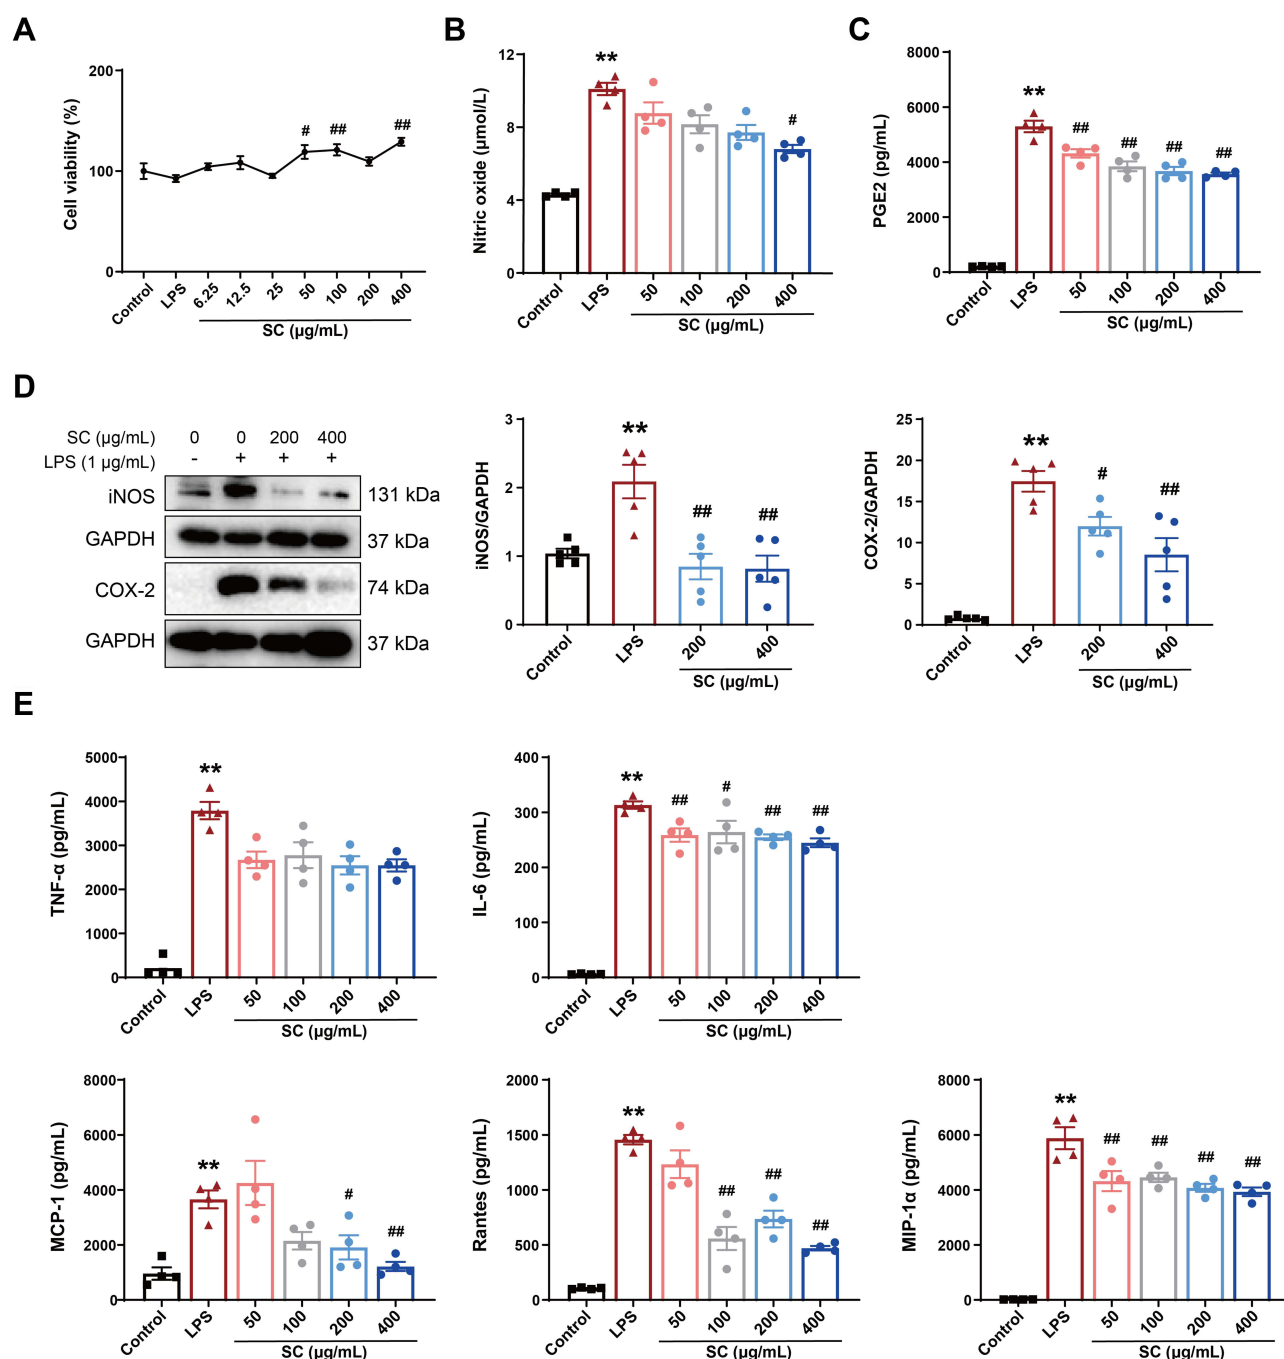 A
Cell viability (%)
200
100
0
Control
LPS
6.25
12.5
25
50
100
200
400
SC (µg/mL)
#
##
##
B
Nitric oxide (µmol/L)
12
8
4
0
**
#
Control
LPS
50
100
200
400
SC (µg/mL)
C
PGE2 (pg/mL)
8000
6000
4000
2000
0
**
##
##
##
##
Control
LPS
50
100
200
400
SC (µg/mL)
D
SC (µg/mL) 0 0 200 400
LPS (1 µg/mL) - + + +
iNOS 131 kDa
GAPDH 37 kDa
COX-2 74 kDa
GAPDH 37 kDa
iNOS/GAPDH
3
2
1
0
**
##
##
Control
LPS
200
400
SC (µg/mL)
COX-2/GAPDH
25
20
15
10
5
0
**
#
##
Control
LPS
200
400
SC (µg/mL)
E
TNF-α (pg/mL)
5000
4000
3000
2000
1000
0
**
Control
LPS
50
100
200
400
SC (µg/mL)
IL-6 (pg/mL)
400
300
200
100
0
**
##
#
##
##
Control
LPS
50
100
200
400
SC (µg/mL)
MCP-1 (pg/mL)
8000
6000
4000
2000
0
**
#
##
Control
LPS
50
100
200
400
SC (µg/mL)
Rantes (pg/mL)
2000
1500
1000
500
0
**
##
##
##
Control
LPS
50
100
200
400
SC (µg/mL)
MIP-1α (pg/mL)
8000
6000
4000
2000
0
**
##
##
##
##
Control
LPS
50
100
200
400
SC (µg/mL)